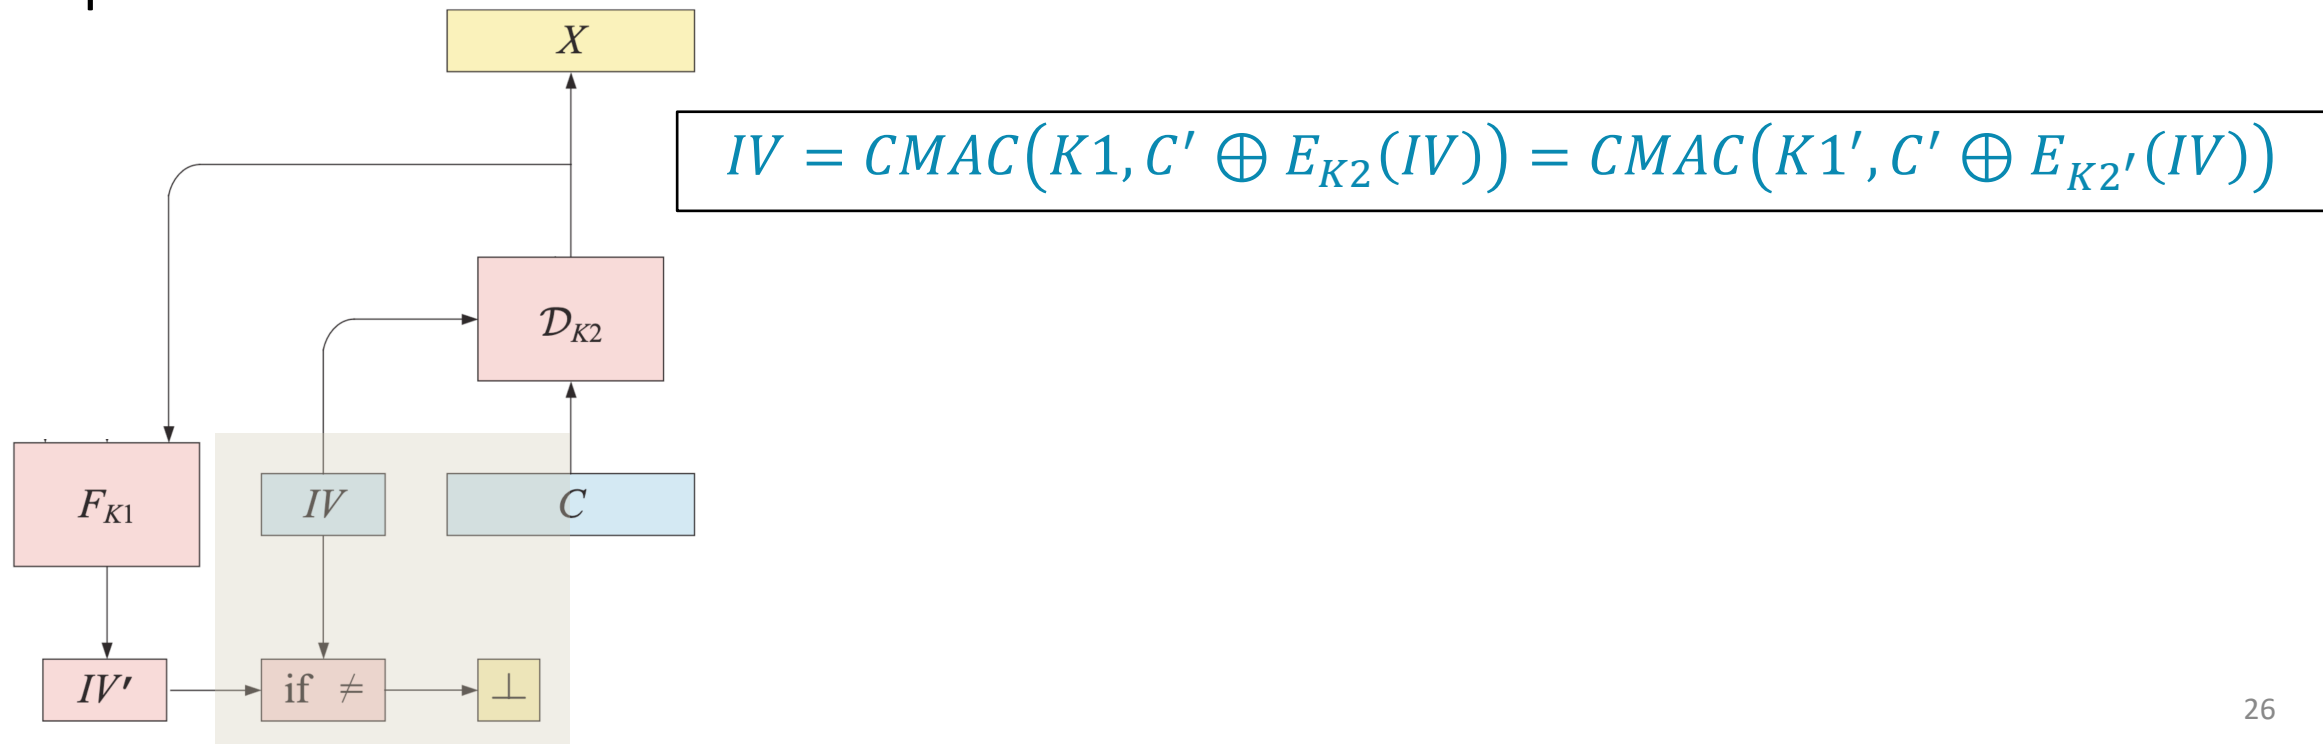 X
IV = CMAC(K1, C′ ⊕ E_{K2}(IV)) = CMAC(K1′, C′ ⊕ E_{K2′}(IV))
𝒟_{K2}
F_{K1}
IV
C
IV′
if ≠
⊥
26